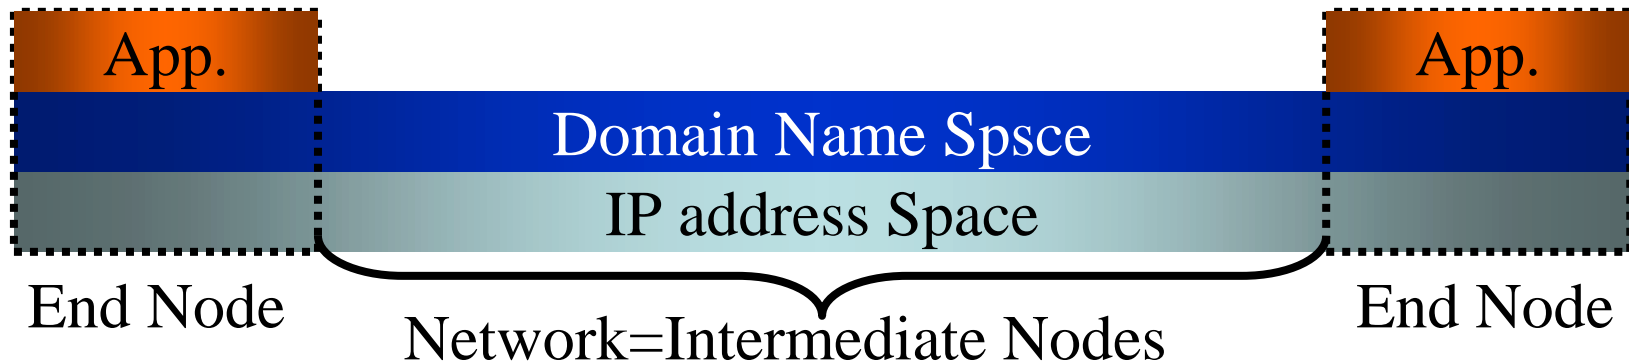 App.
App.
Domain Name Spsce
IP address Space
End Node
End Node
Network=Intermediate Nodes